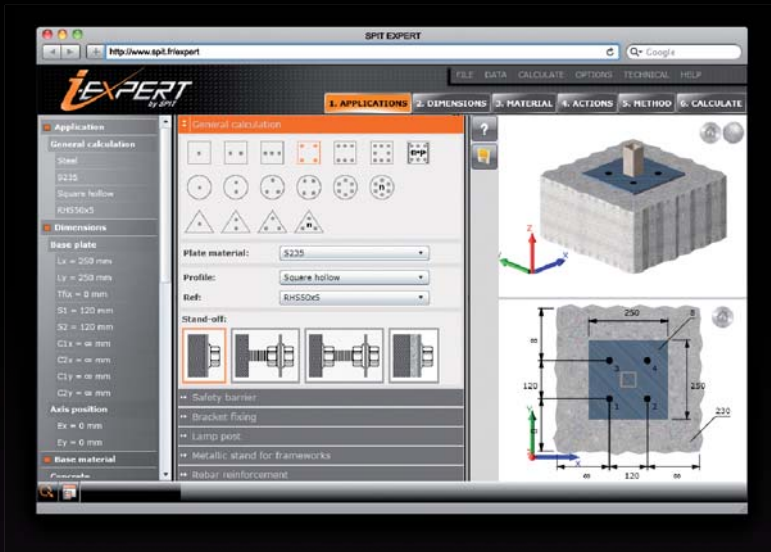 SPIT EXPERT
http://www.spit.fr/iexpert
Google
i-EXPERT
by SPIT
FILE DATA CALCULATE OPTIONS TECHNICAL HELP
1. APPLICATIONS 2. DIMENSIONS 3. MATERIAL 4. ACTIONS 5. METHOD 6. CALCULATE
Application
General calculation
Steel
S235
Square hollow
RHS50x5
Dimensions
Base plate
Lx = 250 mm
Ly = 250 mm
Tfix = 8 mm
S1 = 120 mm
S2 = 120 mm
C1x = ∞ mm
C2x = ∞ mm
C1y = ∞ mm
C2y = ∞ mm
Axis position
Ex = 0 mm
Ey = 0 mm
Base material
Concrete
General calculation
n
n
Plate material: S235
Profile: Square hollow
Ref: RHS50x5
Stand-off:
Safety barrier
Bracket fixing
Lamp post
Metallic stand for frameworks
Rebar reinforcement
?
Z
Y
X
250
8
∞
3
4
120
250
1
2
230
∞
Y
X
∞
120
∞